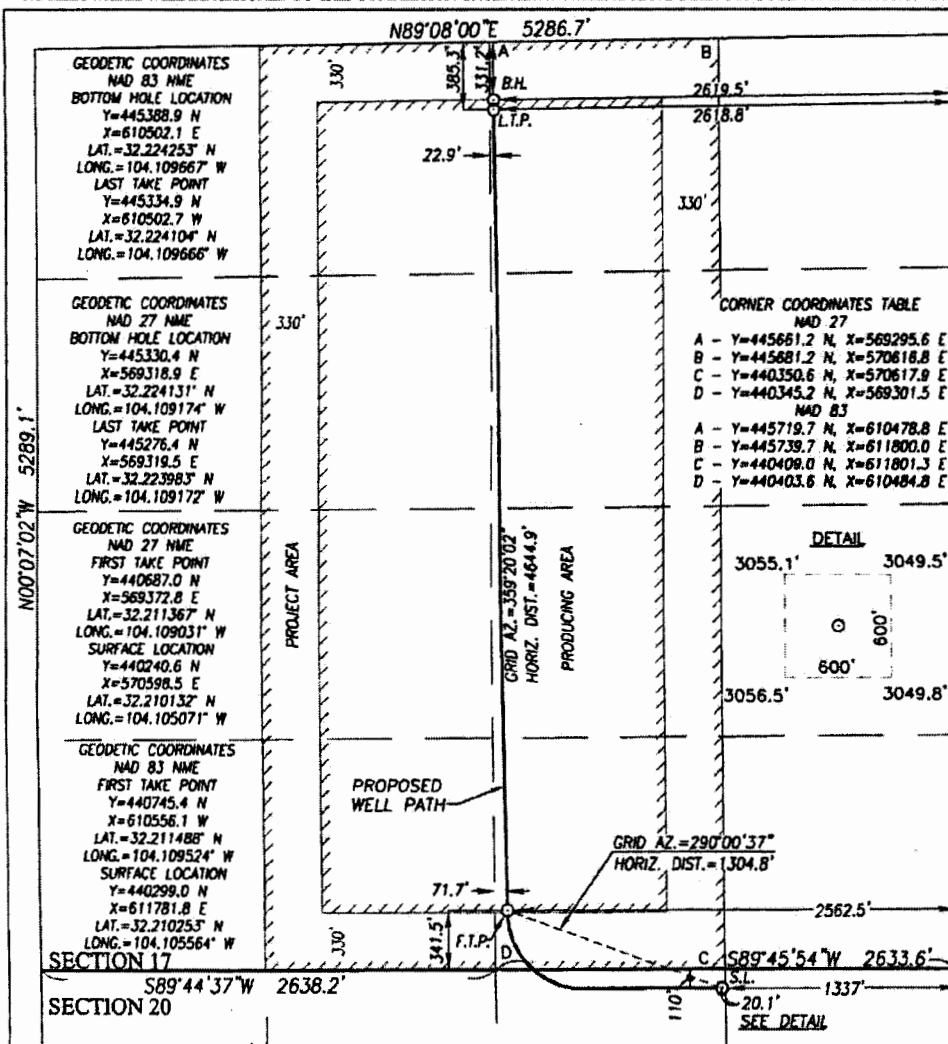 N89°08'00"E 5286.7'
GEODETIC COORDINATES
NAD 83 NME
BOTTOM HOLE LOCATION
Y=445388.9 N
X=610502.1 E
LAT.=32.224253° N
LONG.=104.109667° W
LAST TAKE POINT
Y=445334.9 N
X=610502.7 W
LAT.=32.224104° N
LONG.=104.109666° W
GEODETIC COORDINATES
NAD 27 NME
BOTTOM HOLE LOCATION
Y=445330.4 N
X=569318.9 E
LAT.=32.224131° N
LONG.=104.109174° W
LAST TAKE POINT
Y=445276.4 N
X=569319.5 E
LAT.=32.223983° N
LONG.=104.109172° W
GEODETIC COORDINATES
NAD 27 NME
FIRST TAKE POINT
Y=440687.0 N
X=569372.8 E
LAT.=32.211367° N
LONG.=104.109031° W
SURFACE LOCATION
Y=440240.6 N
X=570598.5 E
LAT.=32.210132° N
LONG.=104.105071° W
GEODETIC COORDINATES
NAD 83 NME
FIRST TAKE POINT
Y=440745.4 N
X=610556.1 W
LAT.=32.211488° N
LONG.=104.109524° W
SURFACE LOCATION
Y=440299.0 N
X=611781.8 E
LAT.=32.210253° N
LONG.=104.105564° W
N00°07'02"W 5289.1'
330'
385.3'
331.2'
A
B
B.H.
2619.5'
L.T.P.
2618.8'
22.9'
330'
330'
PROJECT AREA
GRID AZ.=359°20'02"
HORIZ. DIST.=4644.9'
PRODUCING AREA
CORNER COORDINATES TABLE
NAD 27
A - Y=445661.2 N, X=569295.6 E
B - Y=445681.2 N, X=570616.8 E
C - Y=440350.6 N, X=570617.9 E
D - Y=440345.2 N, X=569301.5 E
NAD 83
A - Y=445719.7 N, X=610478.8 E
B - Y=445739.7 N, X=611800.0 E
C - Y=440409.0 N, X=611801.3 E
D - Y=440403.6 N, X=610484.8 E
DETAIL
3055.1' 3049.5'
600'
600'
3056.5' 3049.8'
PROPOSED
WELL PATH
GRID AZ.=290°00'37"
HORIZ. DIST.=1304.8'
71.7'
2562.5'
330'
341.5'
F.T.P.
D
C
S89°45'54"W 2633.6'
SECTION 17
S89°44'37"W 2638.2'
SECTION 20
S.L.
1337'
110'
20.1'
SEE DETAIL